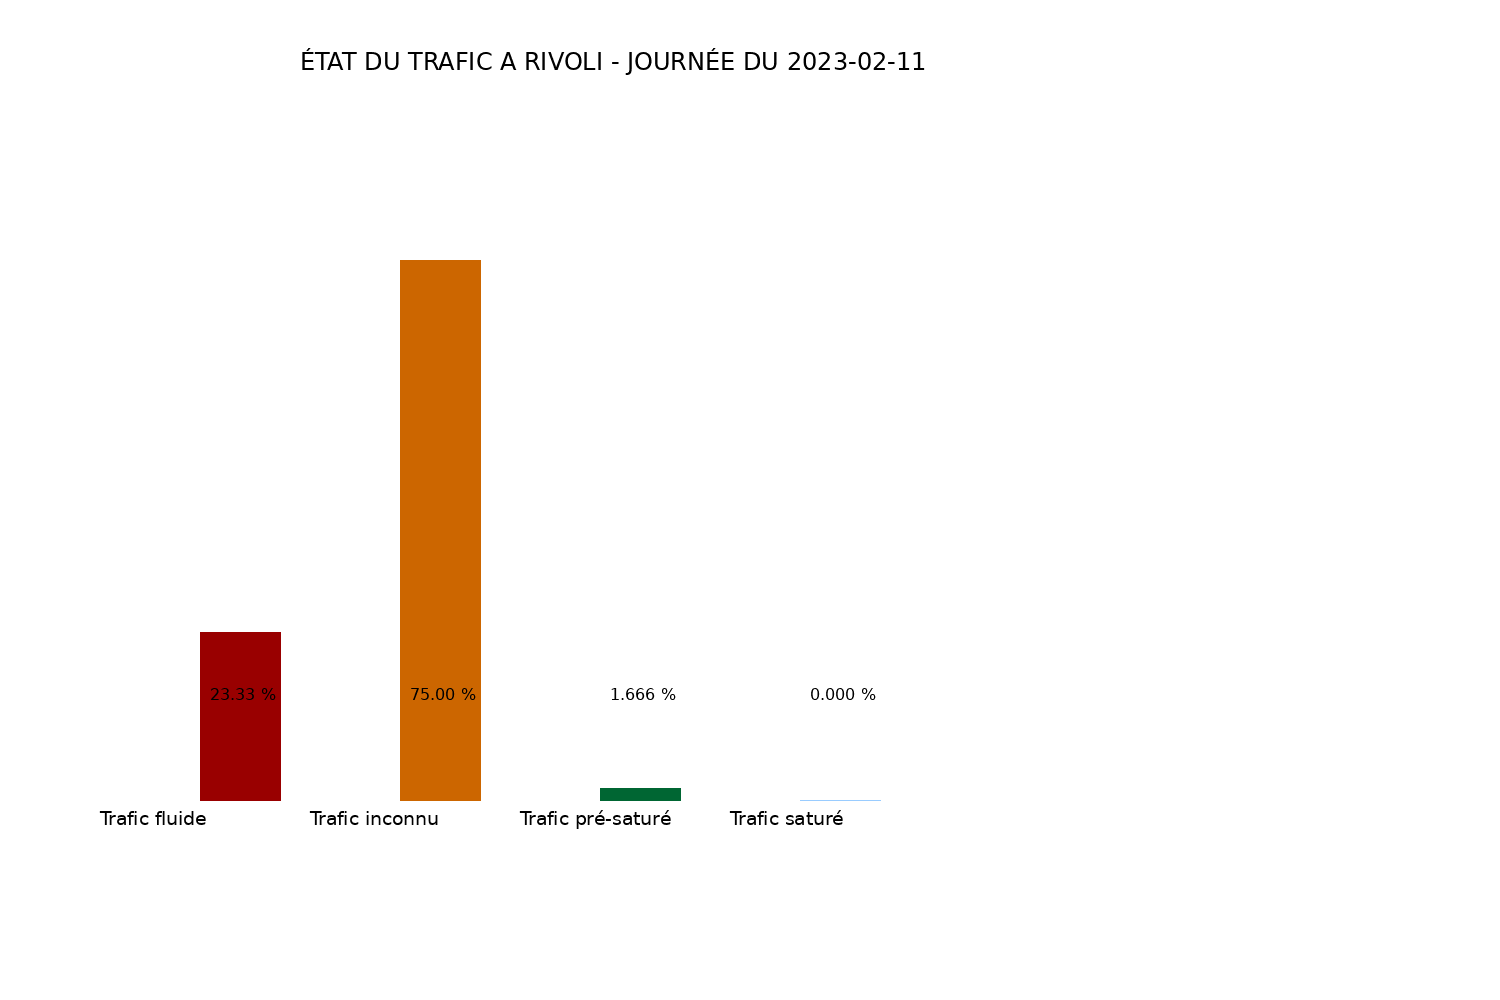 ÉTAT DU TRAFIC A RIVOLI - JOURNÉE DU 2023-02-11
23.33 % 75.00 % 1.666 % 0.000 %
Trafic fluide Trafic inconnu Trafic pré-saturé Trafic saturé